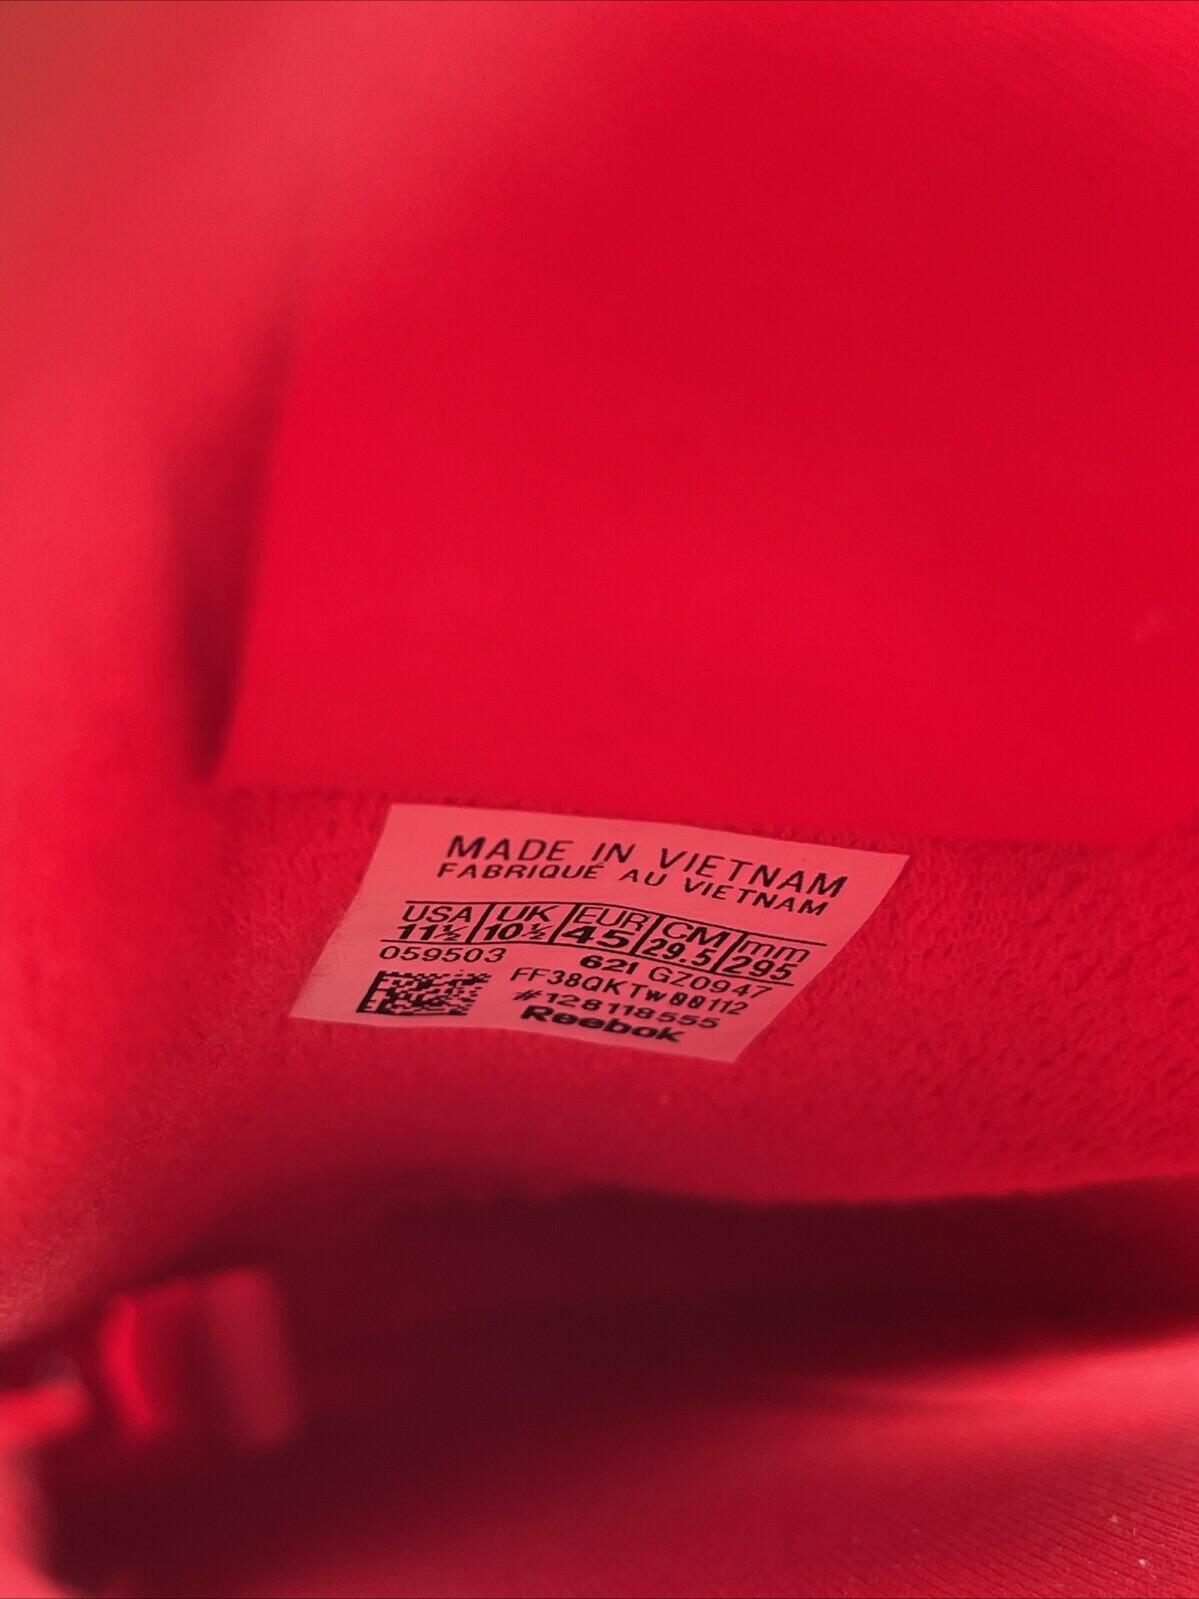 MADE IN VIETNAM
FABRIQUÉ AU VIETNAM
USA UK EUR CM mm
11½ 10½ 45 29.5 295
059503 621 GZ0947
FF38QKTW00112
#128118555
Reebok